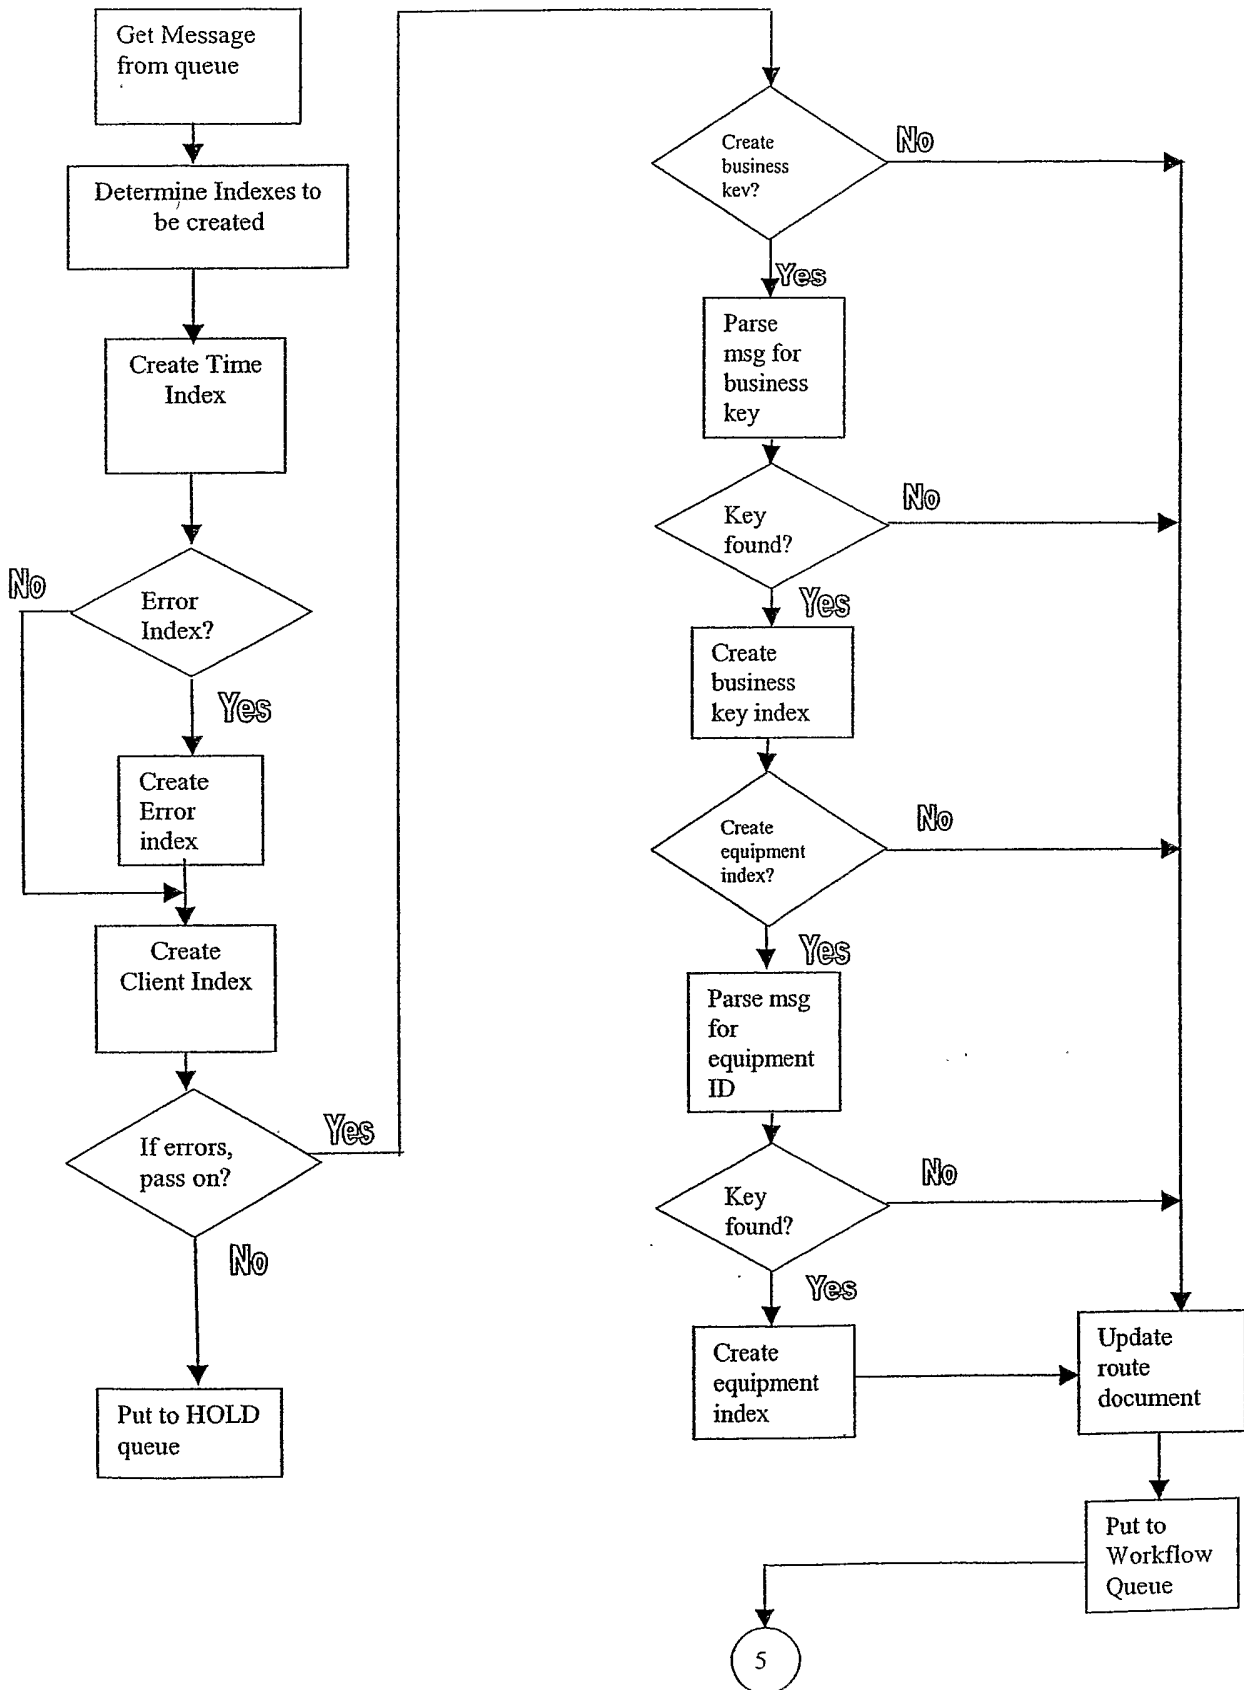 Get Message
from queue
Determine Indexes to
be created
Create Time
Index
No
Error
Index?
Yes
Create
Error
index
Create
Client Index
If errors,
pass on?
Yes
No
Put to HOLD
queue
Create
business
kev?
No
Yes
Parse
msg for
business
key
Key
found?
No
Yes
Create
business
key index
Create
equipment
index?
No
Yes
Parse msg
for
equipment
ID
Key
found?
No
Yes
Create
equipment
index
Update
route
document
Put to
Workflow
Queue
5